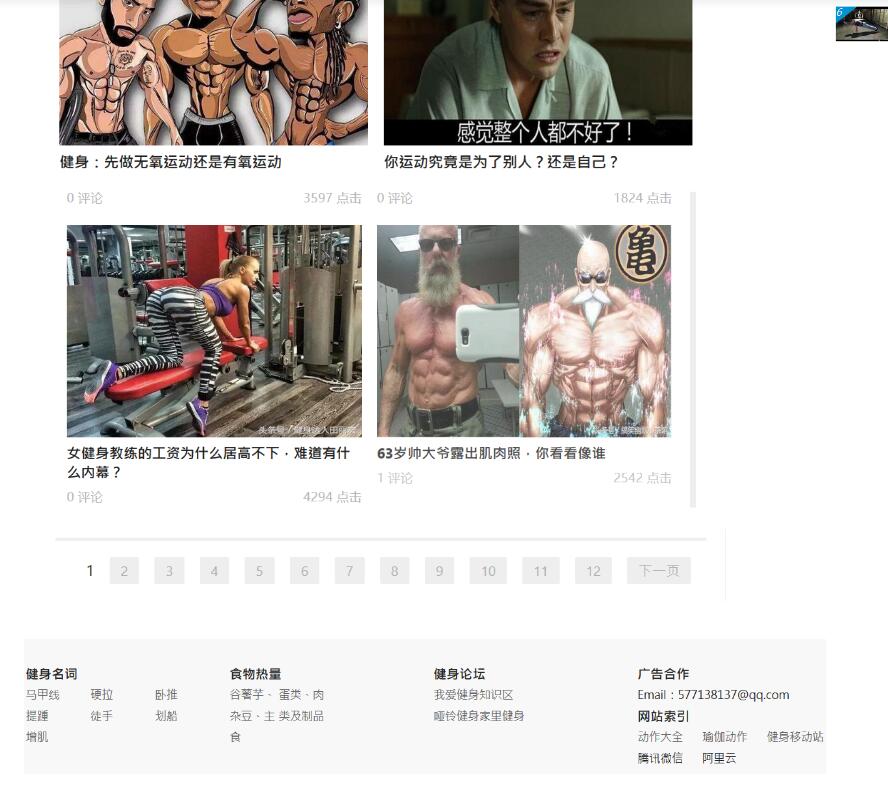 6
感觉整个人都不好了！
健身：先做无氧运动还是有氧运动
你运动究竟是为了别人？还是自己？
0 评论
3597 点击
0 评论
1824 点击
亀
女健身教练的工资为什么居高不下，难道有什
么内幕？
0 评论
4294 点击
63岁帅大爷露出肌肉照，你看看像谁
1 评论
2542 点击
1 2 3 4 5 6 7 8 9 10 11 12 下一页
健身名词
马甲线 硬拉 卧推
提踵 徒手 划船
增肌
食物热量
谷薯芋、 蛋类、肉
杂豆、主 类及制品
食
健身论坛
我爱健身知识区
哑铃健身家里健身
广告合作
Email：577138137@qq.com
网站索引
动作大全 瑜伽动作 健身移动站
腾讯微信 阿里云